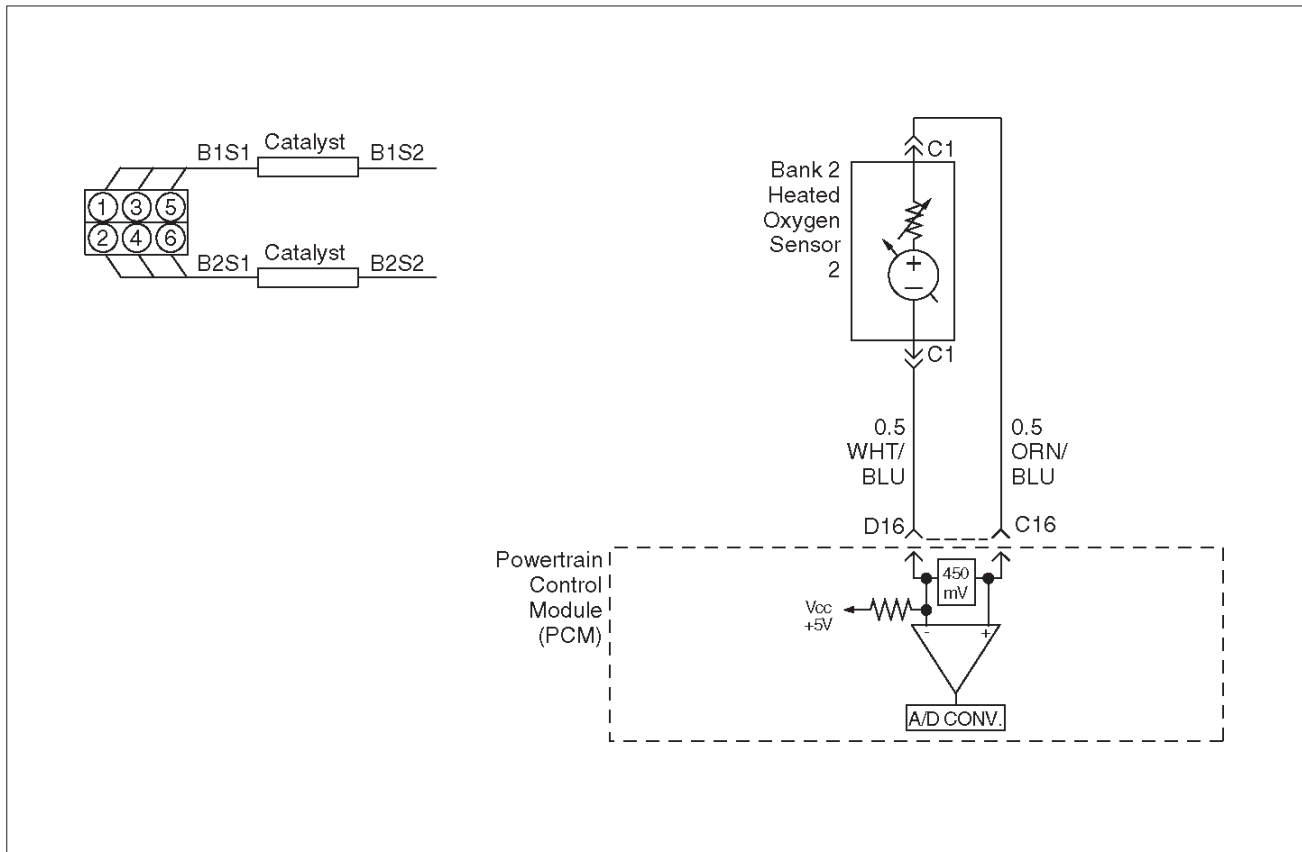 B1S1
Catalyst
B1S2
1 3 5
2 4 6
B2S1
Catalyst
B2S2
C1
Bank 2
Heated
Oxygen
Sensor
2
+
—
C1
0.5
WHT/
BLU
0.5
ORN/
BLU
D16
C16
Powertrain
Control
Module
(PCM)
450
mV
Vcc
+5V
- +
A/D CONV.